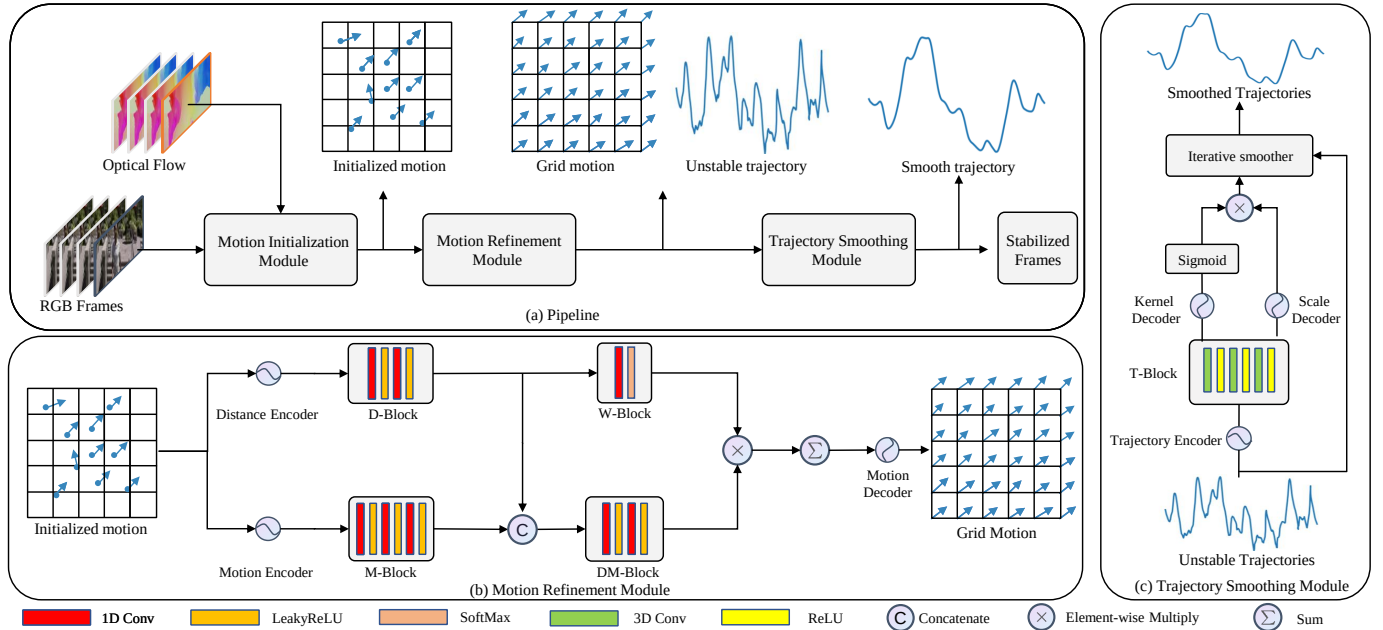 Optical Flow
RGB Frames
Initialized motion
Grid motion
Unstable trajectory
Smooth trajectory
Motion Initialization
Module
Motion Refinement
Module
Trajectory Smoothing
Module
Stabilized
Frames
(a) Pipeline
Initialized motion
Distance Encoder
D-Block
W-Block
Motion Encoder
M-Block
C
DM-Block
×
Σ
Motion
Decoder
Grid Motion
(b) Motion Refinement Module
Smoothed Trajectories
Iterative smoother
×
Sigmoid
Kernel
Decoder
Scale
Decoder
T-Block
Trajectory Encoder
Unstable Trajectories
(c) Trajectory Smoothing Module
1D Conv
LeakyReLU
SoftMax
3D Conv
ReLU
C Concatenate
× Element-wise Multiply
Σ Sum